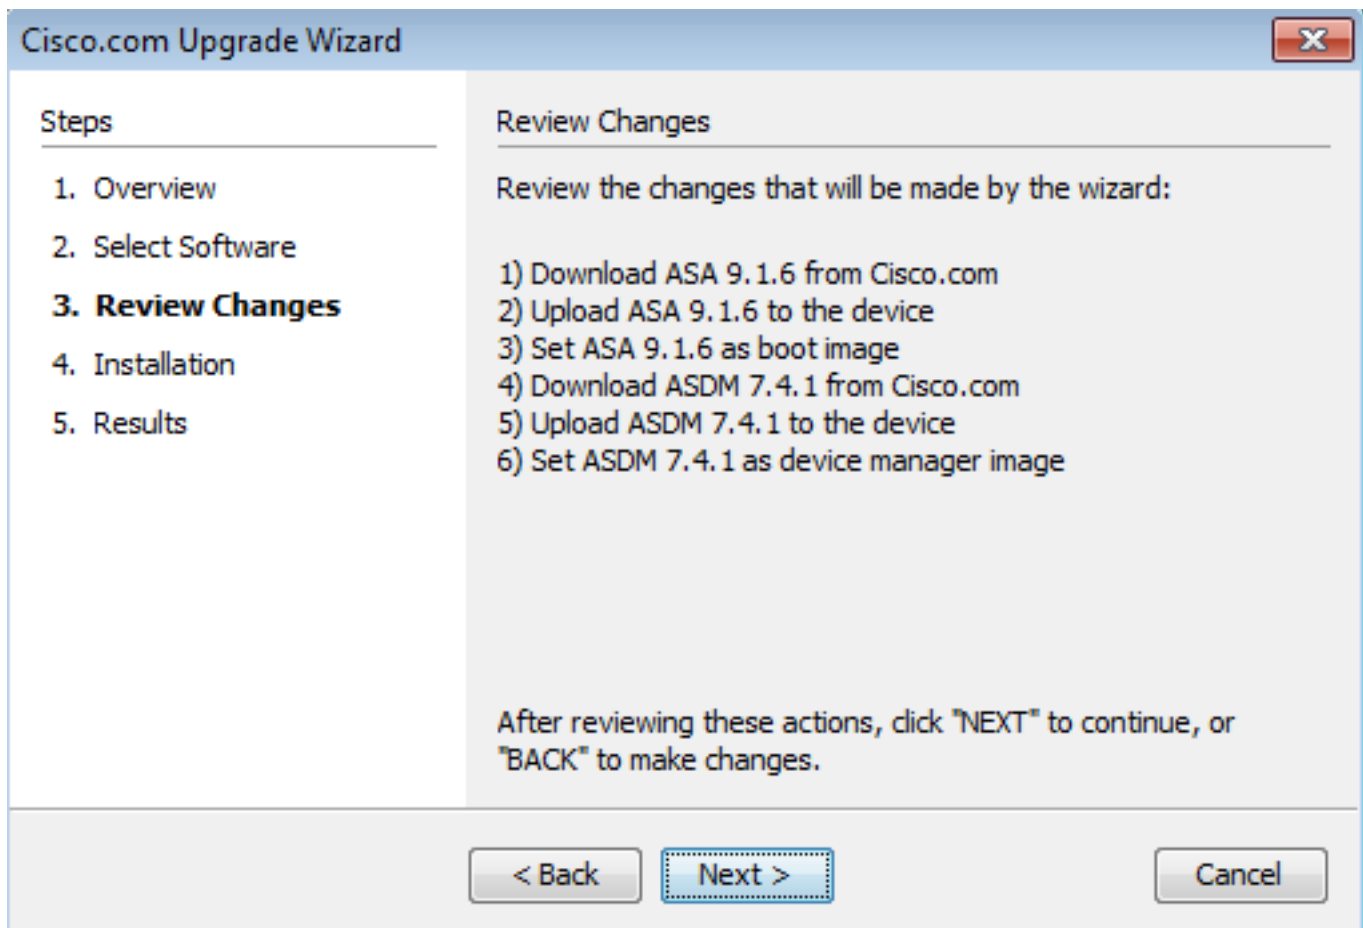 Cisco.com Upgrade Wizard
Steps
1. Overview
2. Select Software
3. Review Changes
4. Installation
5. Results
Review Changes
Review the changes that will be made by the wizard:
1) Download ASA 9.1.6 from Cisco.com
2) Upload ASA 9.1.6 to the device
3) Set ASA 9.1.6 as boot image
4) Download ASDM 7.4.1 from Cisco.com
5) Upload ASDM 7.4.1 to the device
6) Set ASDM 7.4.1 as device manager image
After reviewing these actions, click "NEXT" to continue, or
"BACK" to make changes.
< Back
Next >
Cancel